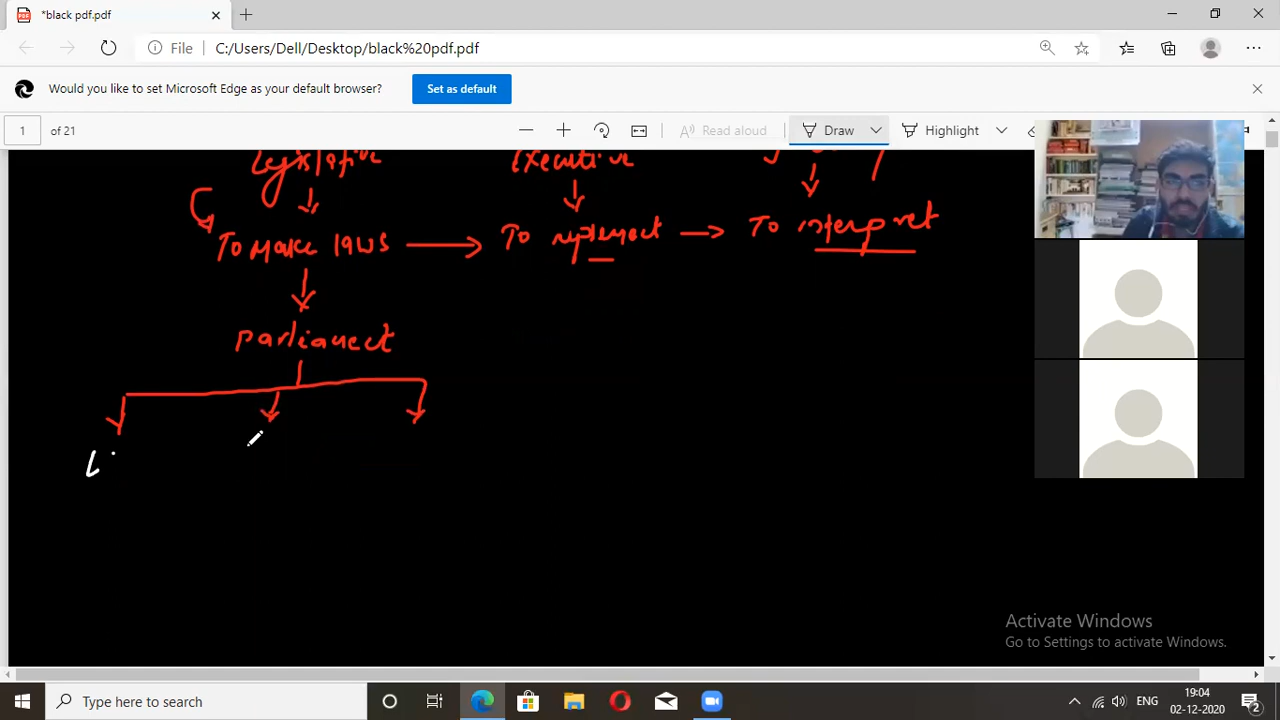 *black pdf.pdf
File C:/Users/Dell/Desktop/black%20pdf.pdf
Would you like to set Microsoft Edge as your default browser? Set as default
1 of 21 Read aloud Draw Highlight
Legislative Executive
To Make laws To implement To interpret
parliament
L
Activate Windows
Go to Settings to activate Windows.
Type here to search
ENG 19:04
02-12-2020
2